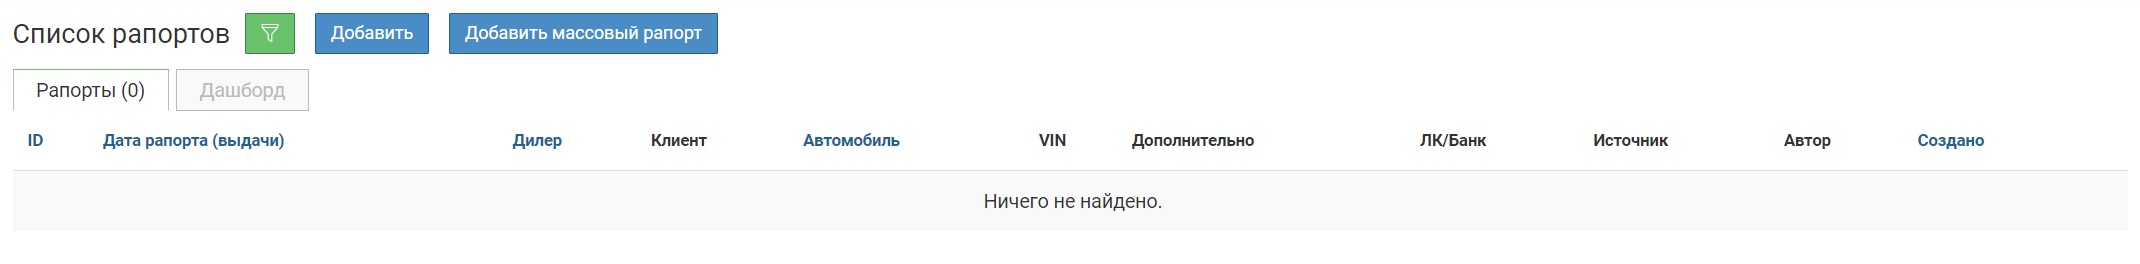 Список рапортов Добавить Добавить массовый рапорт
Рапорты (0) Дашборд
ID Дата рапорта (выдачи) Дилер Клиент Автомобиль VIN Дополнительно ЛК/Банк Источник Автор Создано
Ничего не найдено.